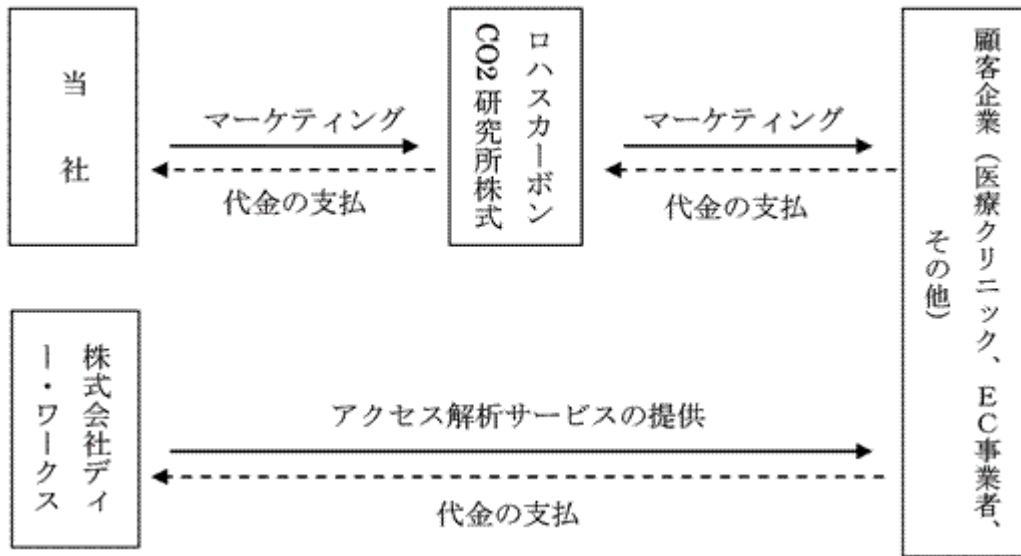 当社
マーケティング
代金の支払
ロハスカーボン
CO2 研究所株式
マーケティング
代金の支払
顧客企業（医療クリニック、EC事業者、
その他）
株式会社ディ
ー・ワークス
アクセス解析サービスの提供
代金の支払